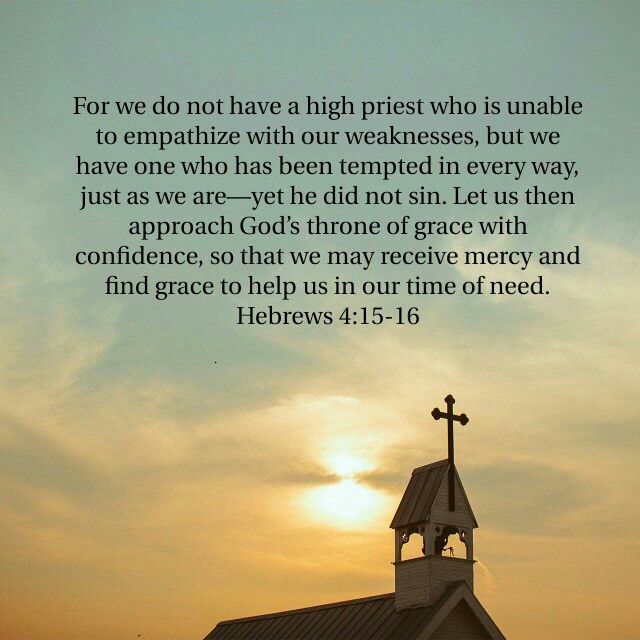 For we do not have a high priest who is unable
to empathize with our weaknesses, but we
have one who has been tempted in every way,
just as we are—yet he did not sin. Let us then
approach God’s throne of grace with
confidence, so that we may receive mercy and
find grace to help us in our time of need.
Hebrews 4:15-16